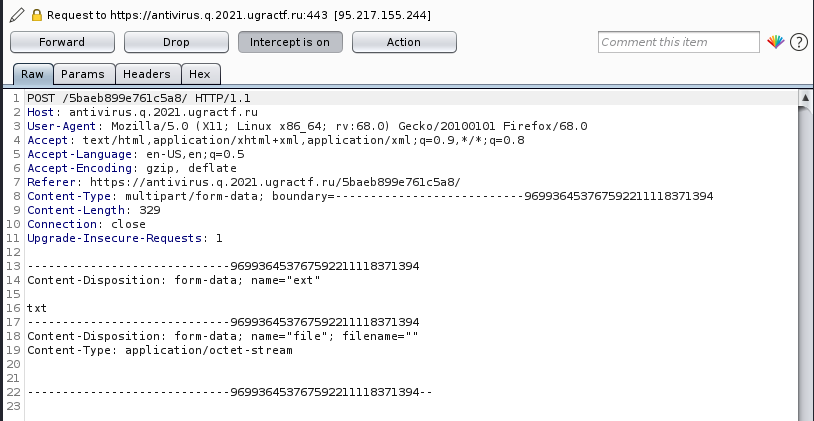 Request to https://antivirus.q.2021.ugractf.ru:443 [95.217.155.244]
Forward Drop Intercept is on Action Comment this item ?
Raw Params Headers Hex
1 POST /5baeb899e761c5a8/ HTTP/1.1
2 Host: antivirus.q.2021.ugractf.ru
3 User-Agent: Mozilla/5.0 (X11; Linux x86_64; rv:68.0) Gecko/20100101 Firefox/68.0
4 Accept: text/html,application/xhtml+xml,application/xml;q=0.9,*/*;q=0.8
5 Accept-Language: en-US,en;q=0.5
6 Accept-Encoding: gzip, deflate
7 Referer: https://antivirus.q.2021.ugractf.ru/5baeb899e761c5a8/
8 Content-Type: multipart/form-data; boundary=---------------------------969936453767592211118371394
9 Content-Length: 329
10 Connection: close
11 Upgrade-Insecure-Requests: 1
12
13 -----------------------------969936453767592211118371394
14 Content-Disposition: form-data; name="ext"
15
16 txt
17 -----------------------------969936453767592211118371394
18 Content-Disposition: form-data; name="file"; filename=""
19 Content-Type: application/octet-stream
20
21
22 -----------------------------969936453767592211118371394--
23